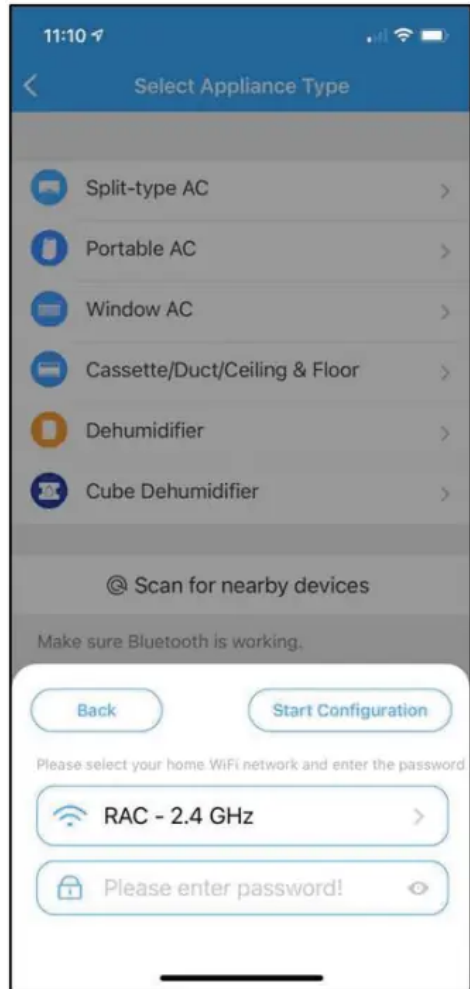 11:10
Select Appliance Type
Split-type AC
Portable AC
Window AC
Cassette/Duct/Ceiling & Floor
Dehumidifier
Cube Dehumidifier
Scan for nearby devices
Make sure Bluetooth is working.
Back
Start Configuration
Please select your home WiFi network and enter the password
RAC - 2.4 GHz
Please enter password!